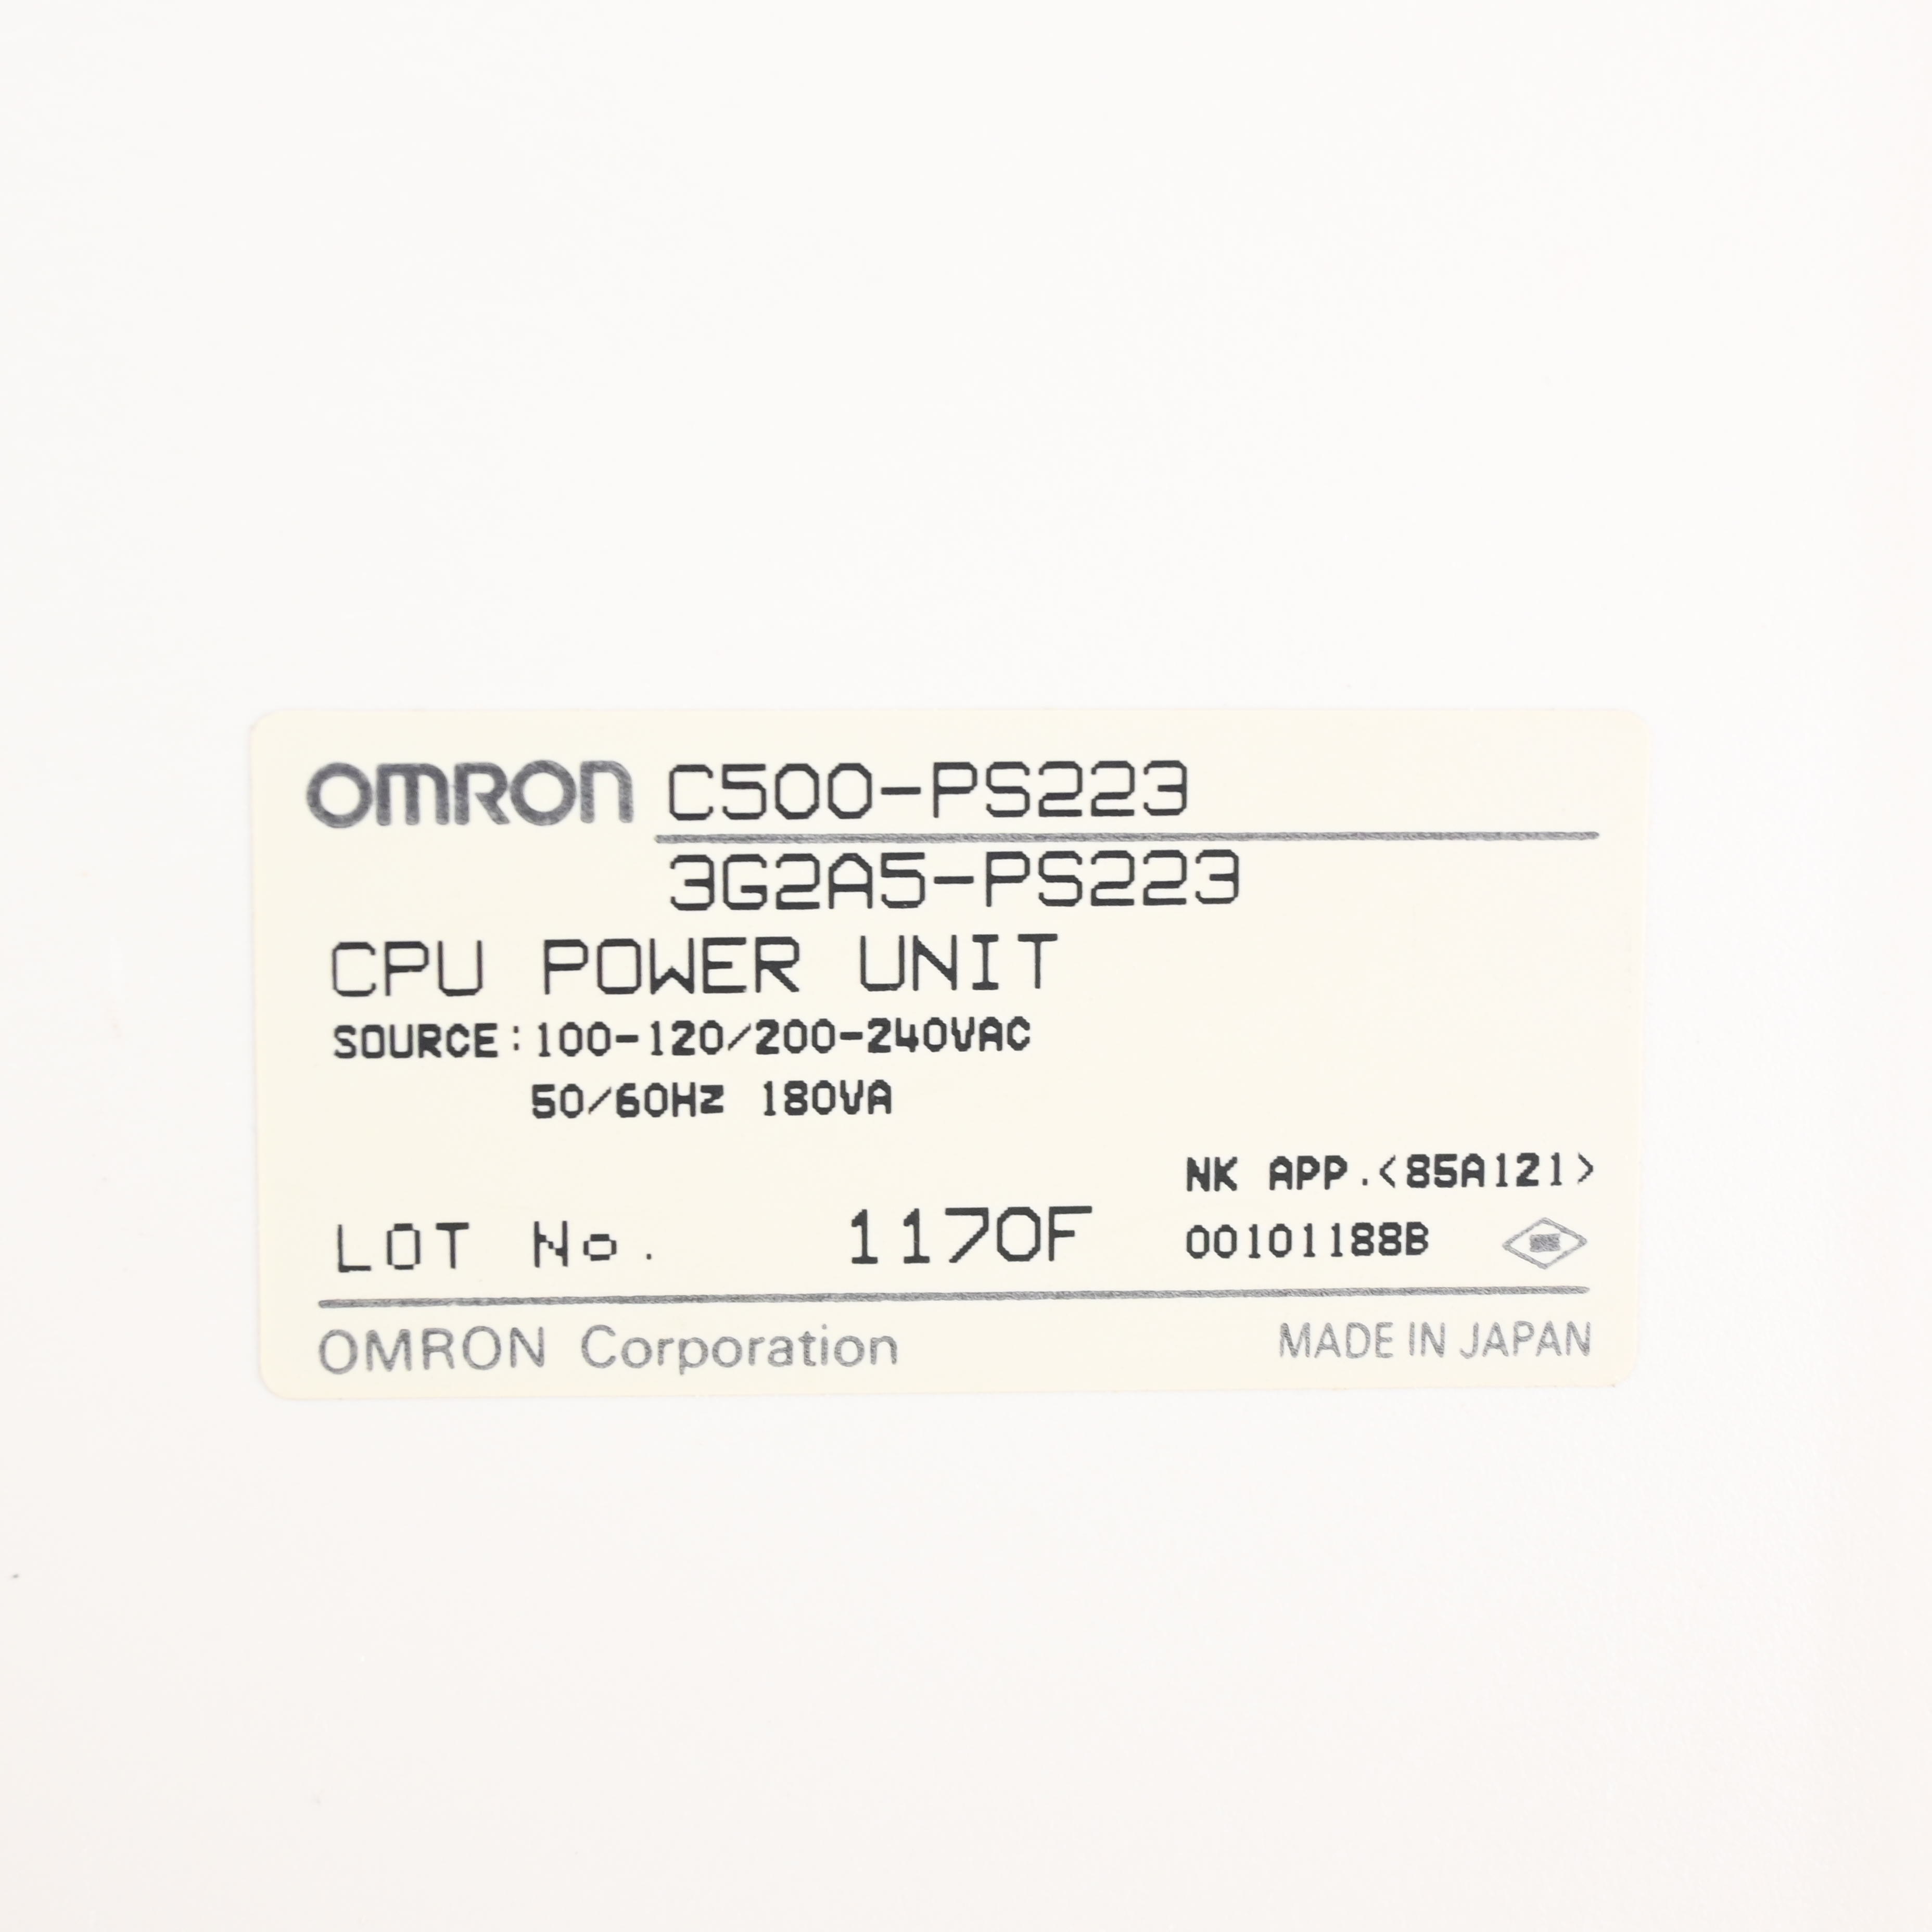 OMRON C500-PS223
3G2A5-PS223
CPU POWER UNIT
SOURCE:100-120/200-240VAC
50/60Hz 180VA
NK APP.<85A121>
LOT No. 1170F 00101188B
OMRON Corporation MADE IN JAPAN